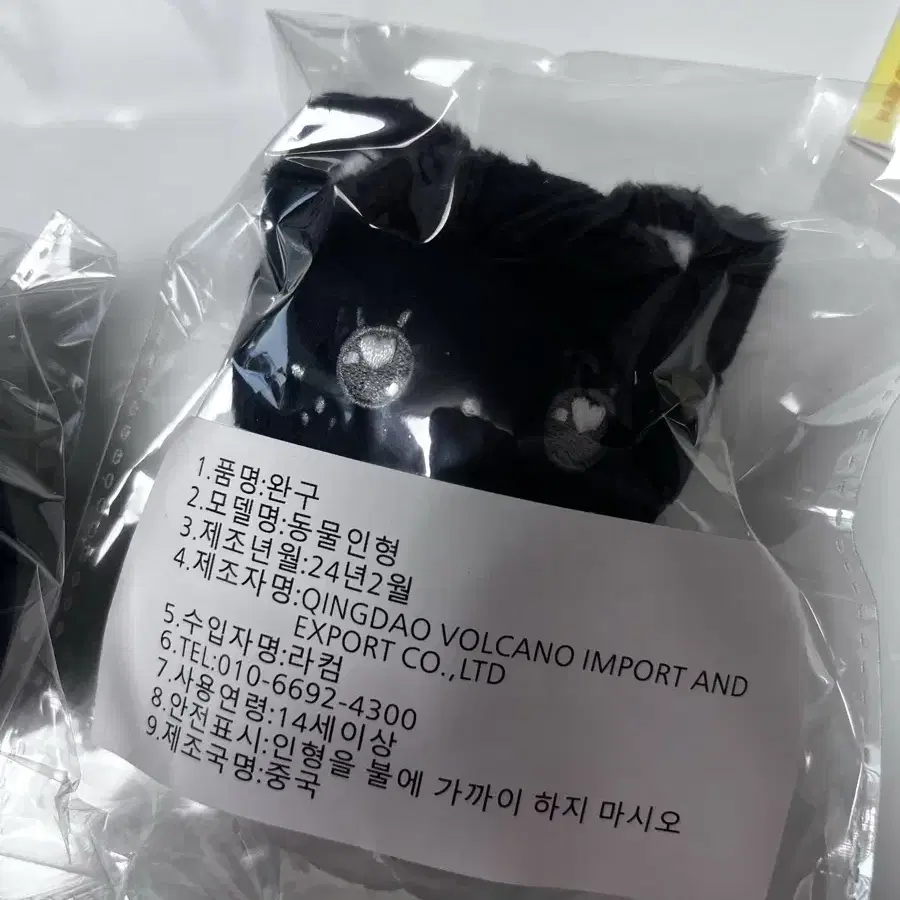 1.품명:완구
2.모델명:동물인형
3.제조년월:24년2월
4.제조자명:QINGDAO VOLCANO IMPORT AND
EXPORT CO.,LTD
5.수입자명:라컴
6.TEL:010-6692-4300
7.사용연령:14세이상
8.안전표시:인형을 불에 가까이 하지 마시오
9.제조국명:중국